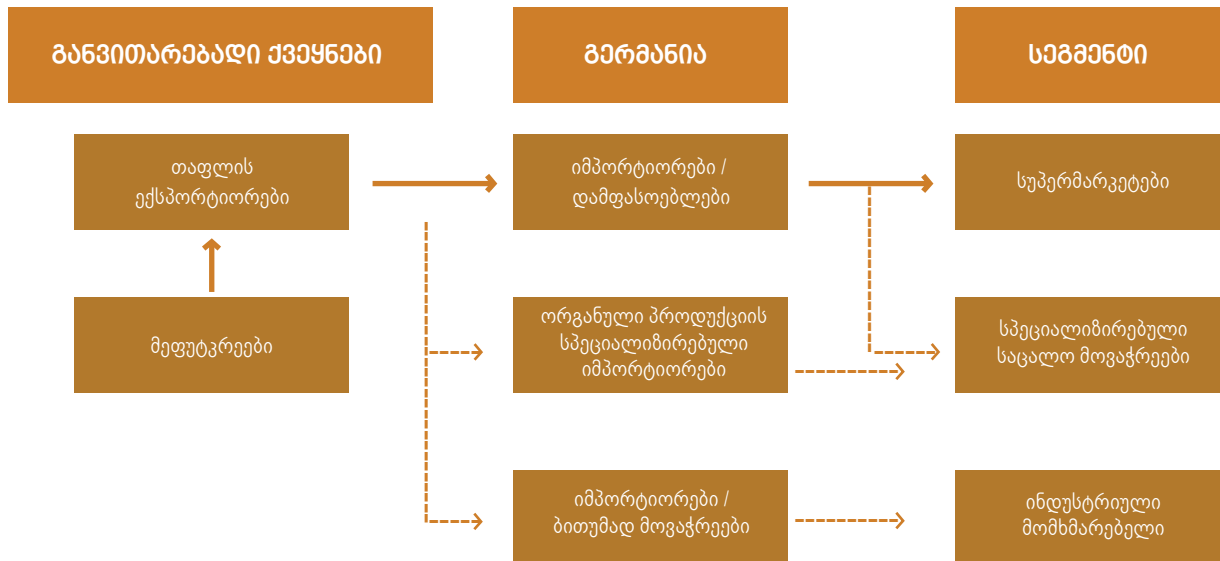 განვითარებადი ქვეყნები
გერმანია
სეგმენტი
თაფლის
ექსპორტიორები
იმპორტიორები /
დამფასოებლები
სუპერმარკეტები
მეფუტკრეები
ორგანული პროდუქციის
სპეციალიზირებული
იმპორტიორები
სპეციალიზირებული
საცალო მოვაჭრეები
იმპორტიორები /
ბითუმად მოვაჭრეები
ინდუსტრიული
მომხმარებელი